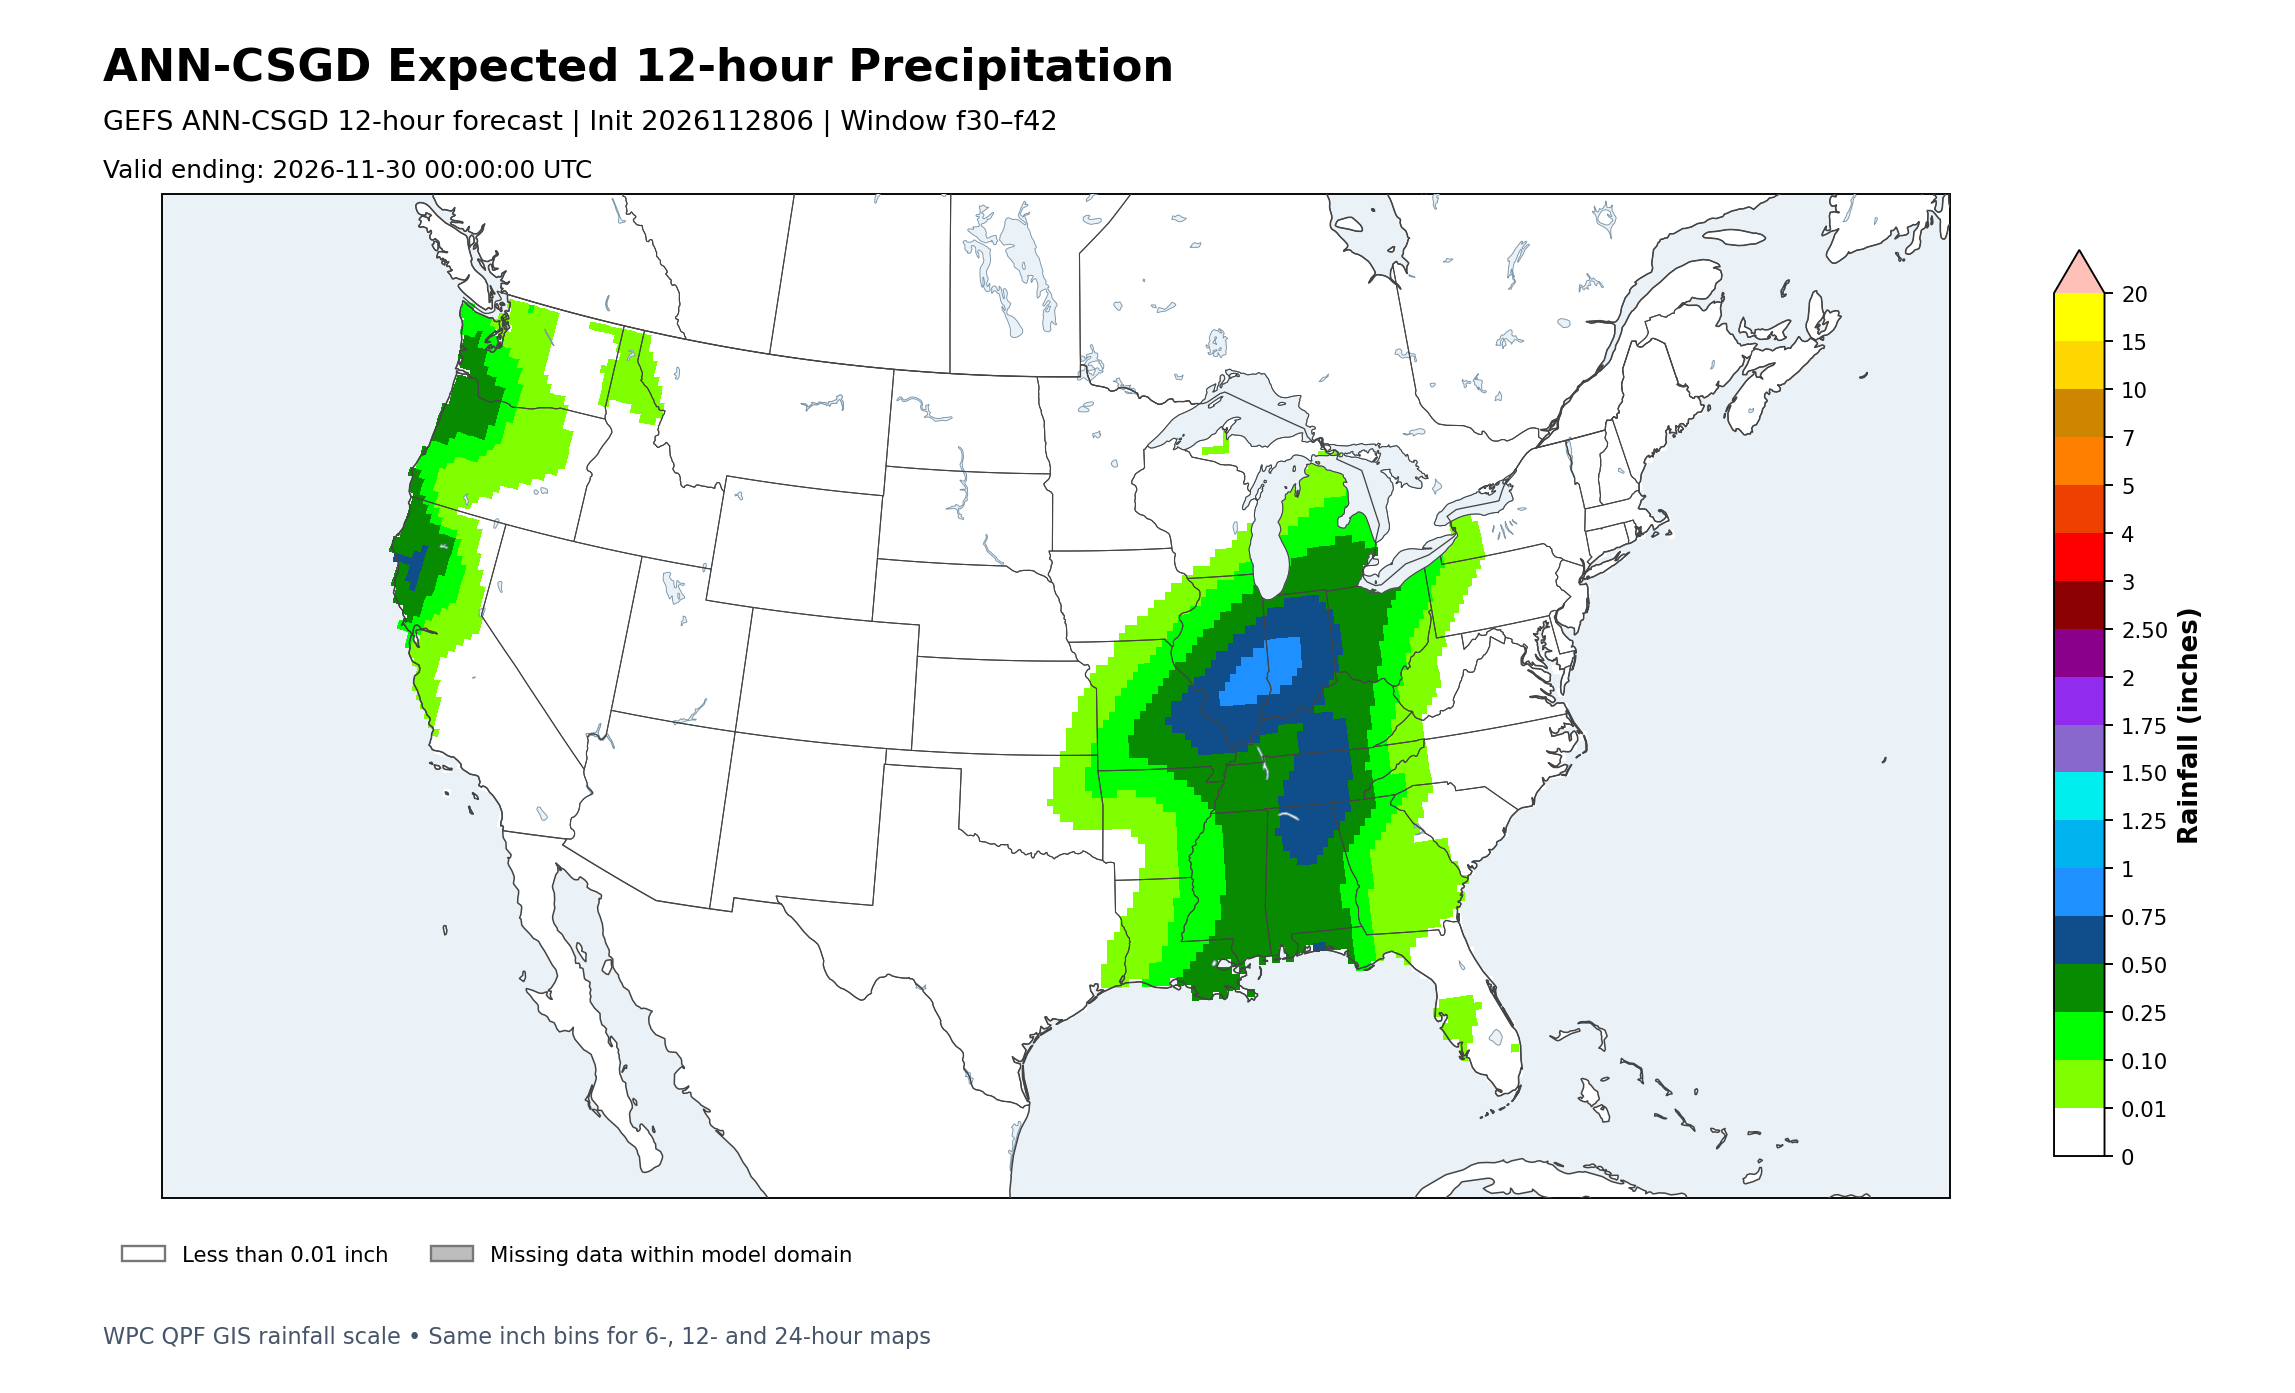 ANN-CSGD Expected 12-hour Precipitation
GEFS ANN-CSGD 12-hour forecast | Init 2026112806 | Window f30–f42
Valid ending: 2026-11-30 00:00:00 UTC
20
15
10
7
5
4
3
2.50
2
1.75
1.50
1.25
1
0.75
0.50
0.25
0.10
0.01
0
Rainfall (inches)
Less than 0.01 inch
Missing data within model domain
WPC QPF GIS rainfall scale • Same inch bins for 6-, 12- and 24-hour maps